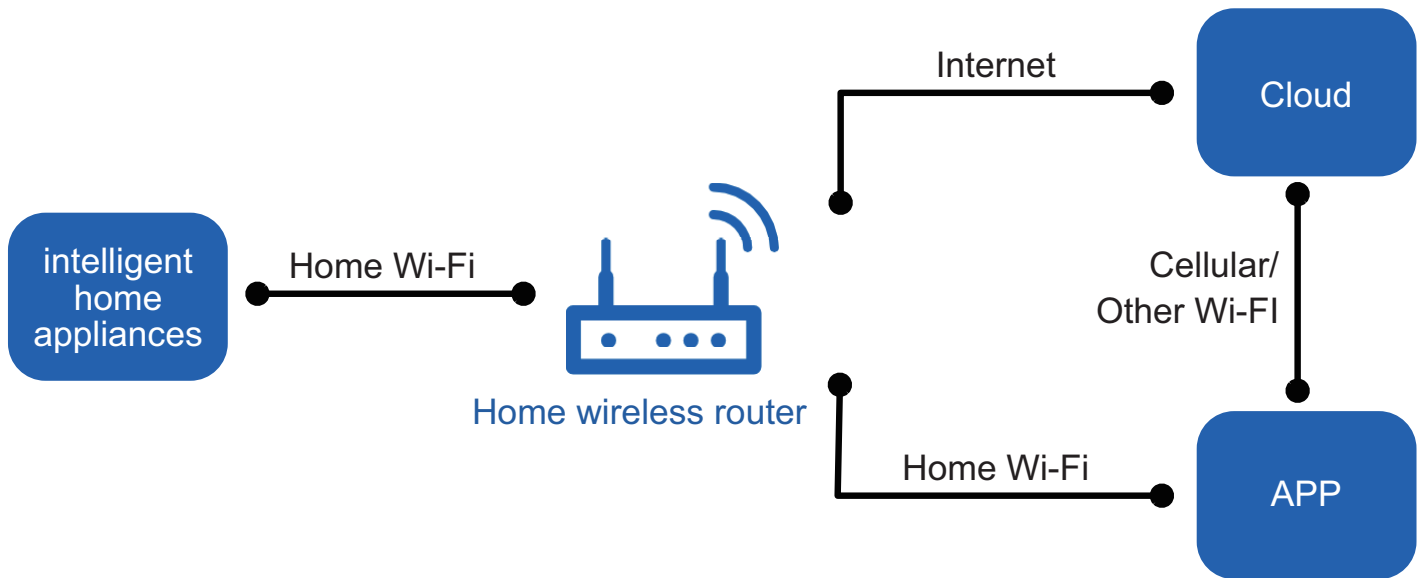 Internet
Cloud
intelligent
home
appliances
Home Wi-Fi
Cellular/
Other Wi-FI
Home wireless router
Home Wi-Fi
APP